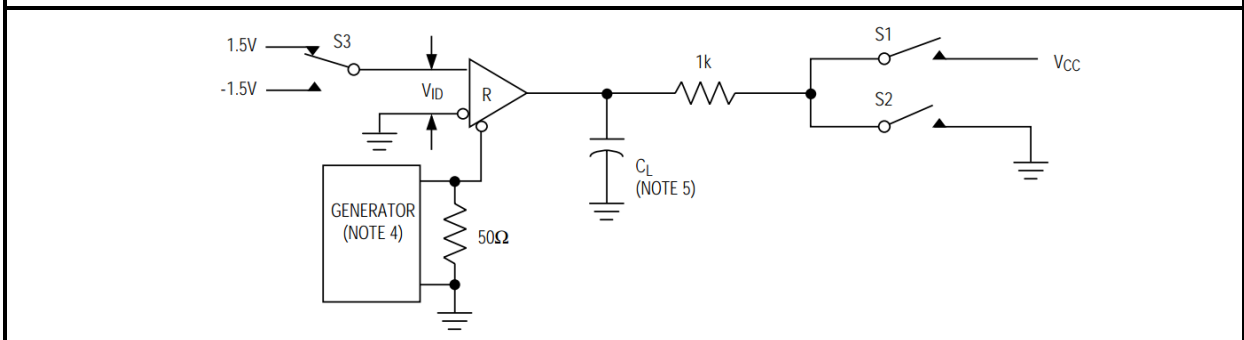 1.5V
S3
-1.5V
VID
R
1k
S1
VCC
S2
CL
(NOTE 5)
GENERATOR
(NOTE 4)
50Ω